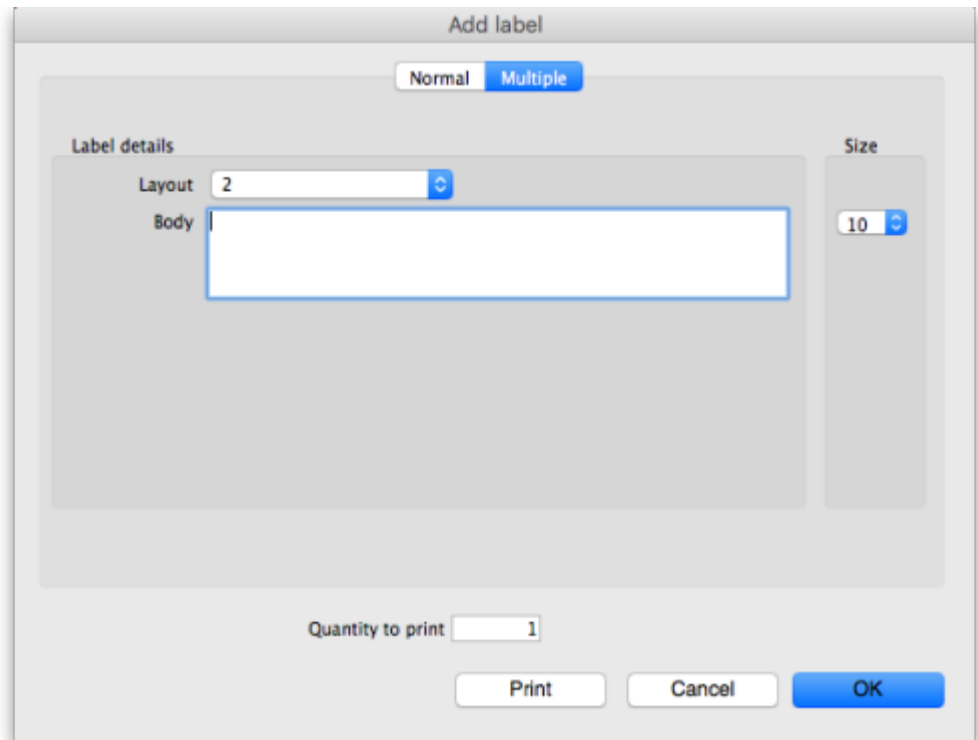 Add label
Normal Multiple
Label details Size
Layout 2
Body 10
Quantity to print 1
Print Cancel OK